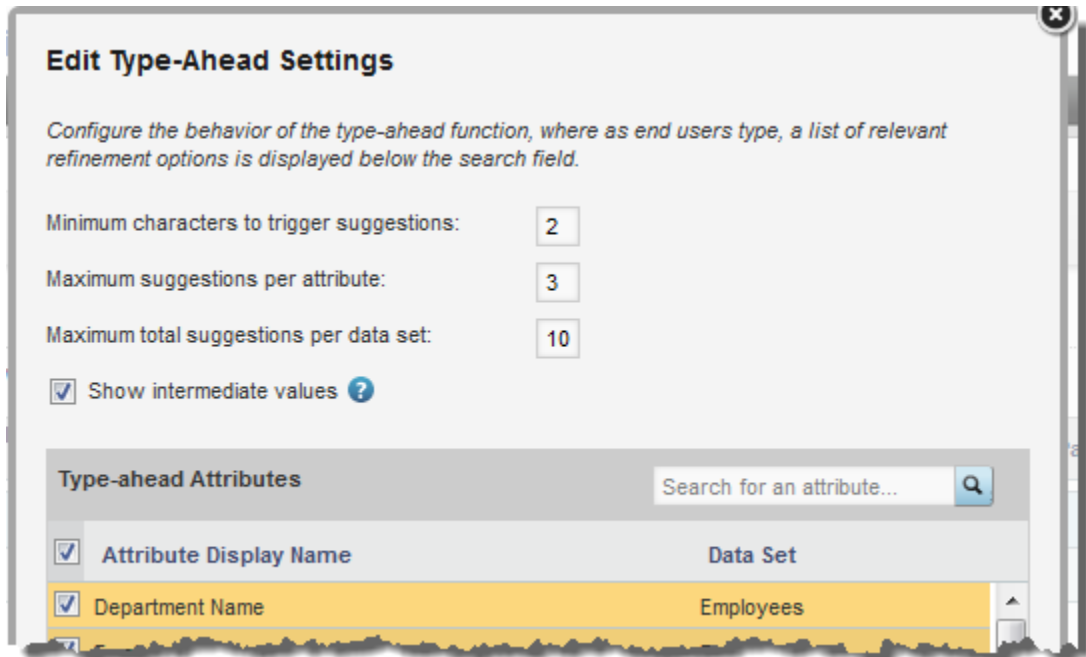 Edit Type-Ahead Settings
Configure the behavior of the type-ahead function, where as end users type, a list of relevant
refinement options is displayed below the search field.
Minimum characters to trigger suggestions: 2
Maximum suggestions per attribute: 3
Maximum total suggestions per data set: 10
Show intermediate values ?
Type-ahead Attributes Search for an attribute...
Attribute Display Name Data Set
Department Name Employees